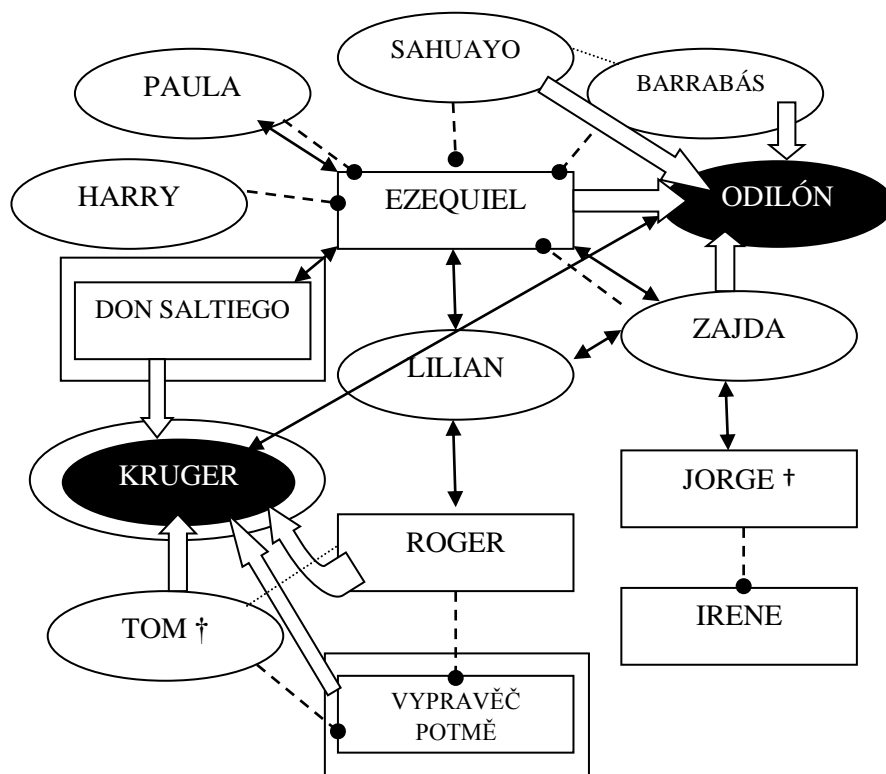 SAHUAYO
PAULA
BARRABÁS
HARRY
EZEQUIEL
ODILÓN
DON SALTIEGO
ZAJDA
LILIAN
KRUGER
JORGE †
ROGER
TOM †
IRENE
VYPRAVĚČ
POTMĚ